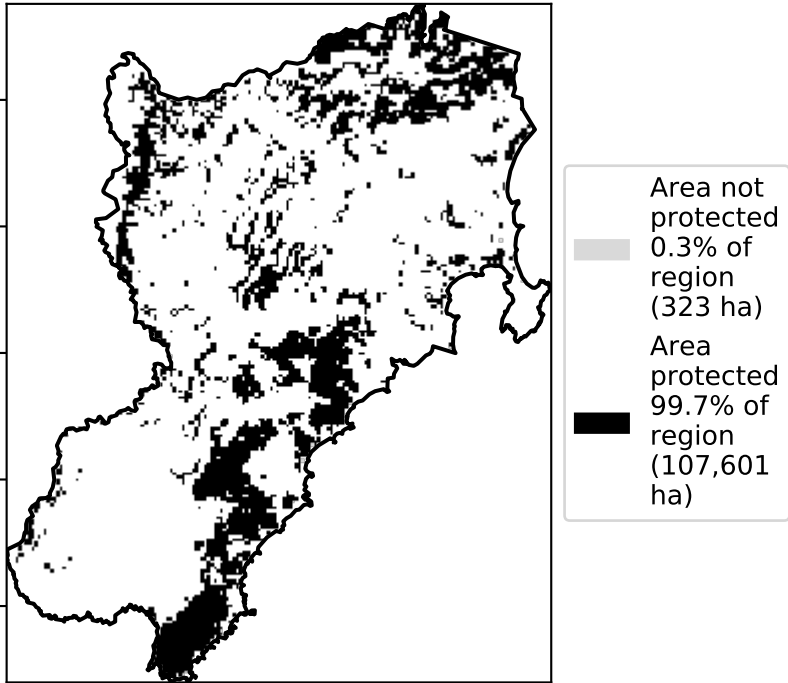 Area not
protected
0.3% of
region
(323 ha)
Area
protected
99.7% of
region
(107,601
ha)